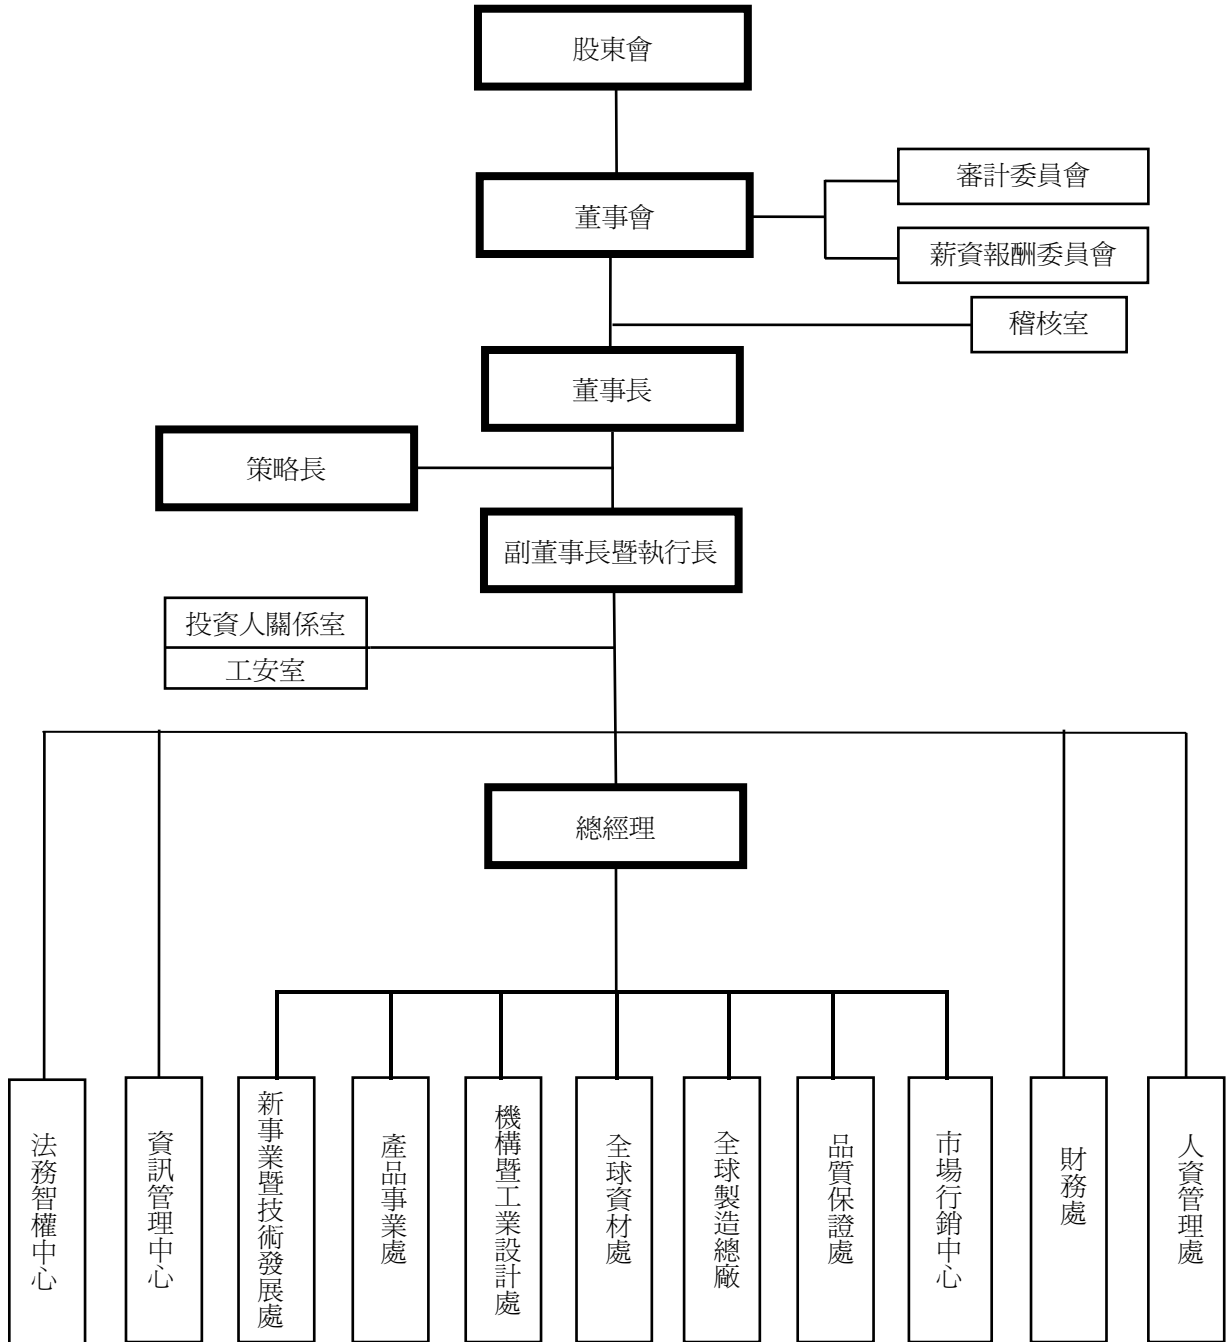 股東會
董事會
審計委員會
薪資報酬委員會
稽核室
董事長
策略長
副董事長暨執行長
投資人關係室
工安室
總經理
法務智權中心
資訊管理中心
新事業暨技術發展處
產品事業處
機構暨工業設計處
全球資材處
全球製造總廠
品質保證處
市場行銷中心
財務處
人資管理處